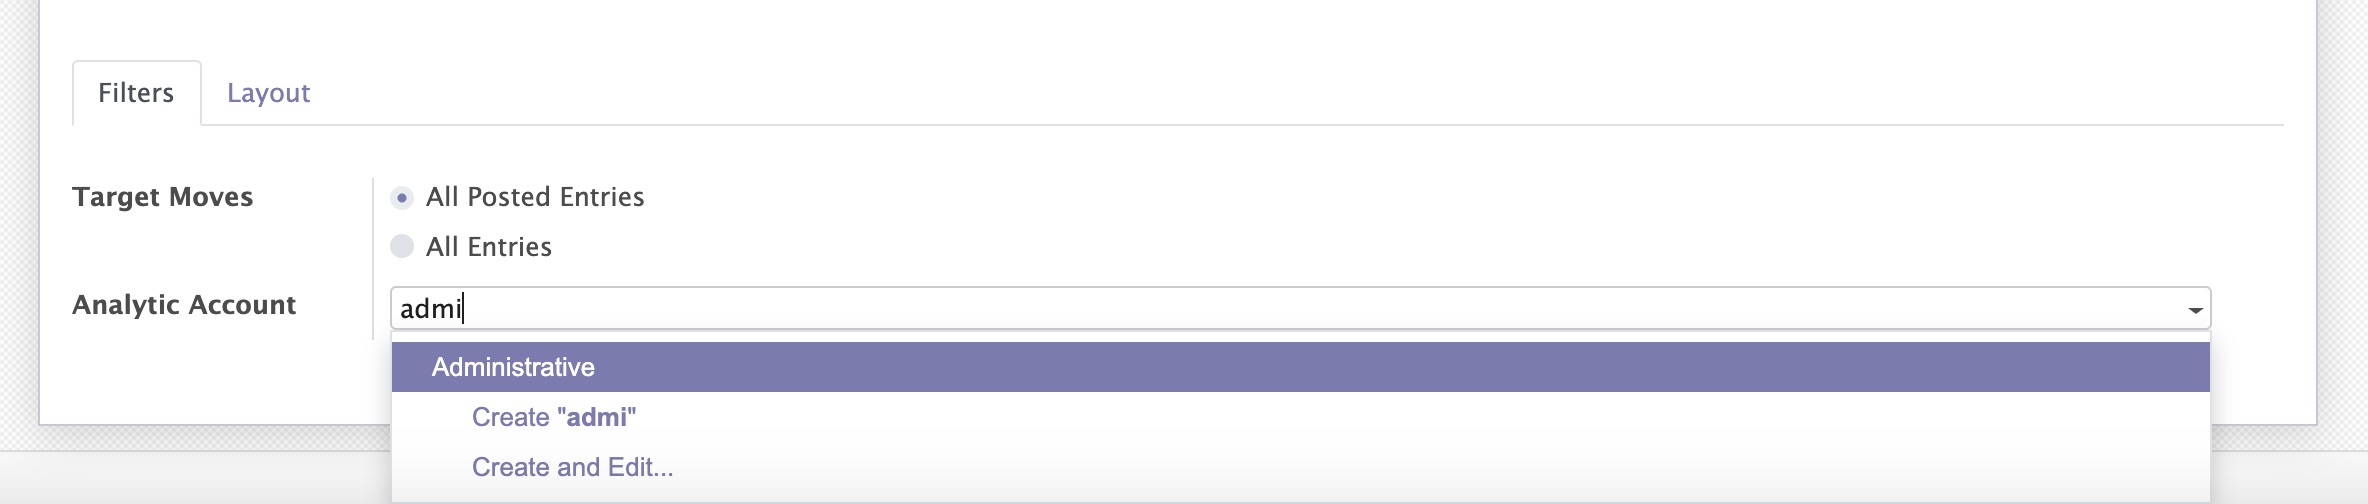 Filters Layout
Target Moves
All Posted Entries
All Entries
Analytic Account
admi
Administrative
Create "admi"
Create and Edit...